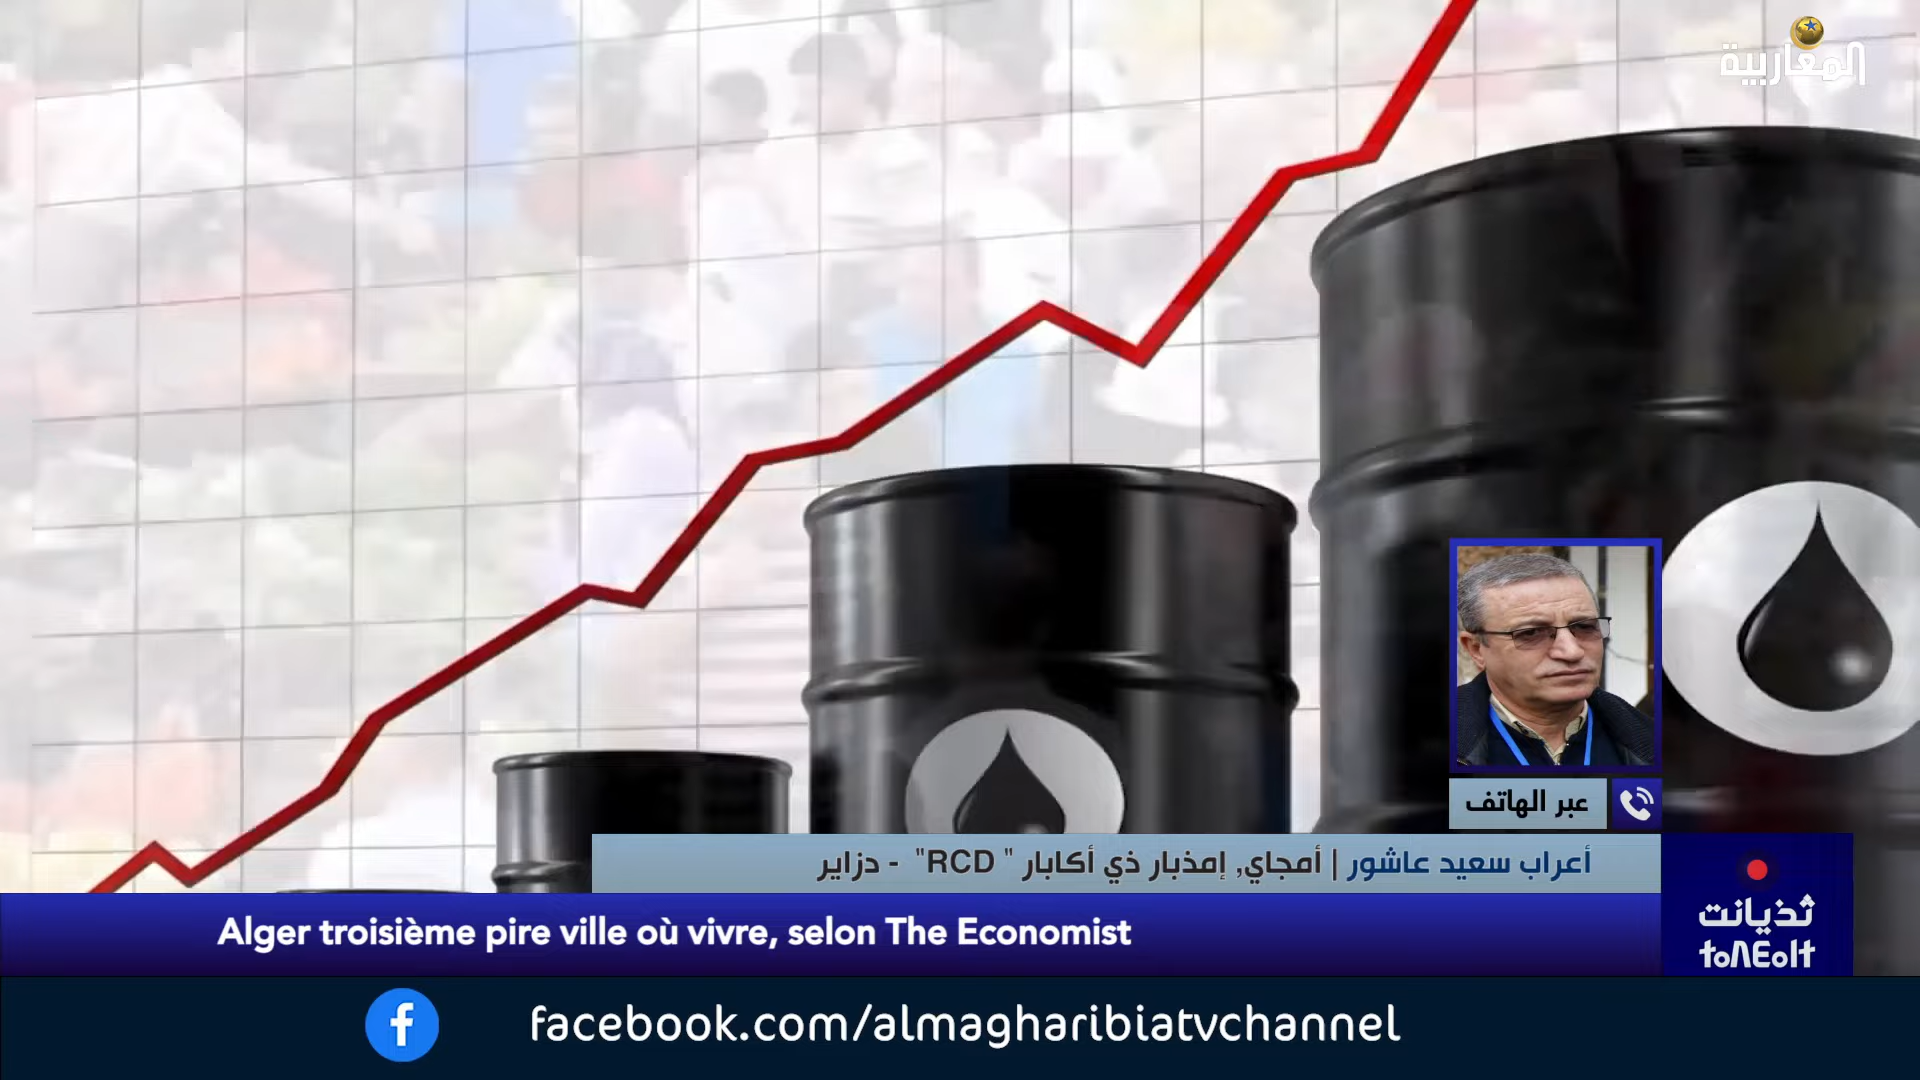 المغاربية
عبر الهاتف
أعراب سعيد عاشور | أمجاي, إمذبار ذي أكابار " RCD" - دزاير
Alger troisième pire ville où vivre, selon The Economist
ثذيانت
facebook.com/almagharibiatvchannel